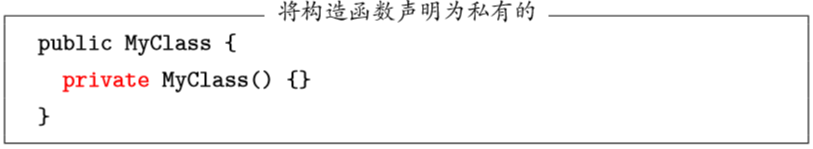 将构造函数声明为私有的
public MyClass {
  private MyClass() {}
}